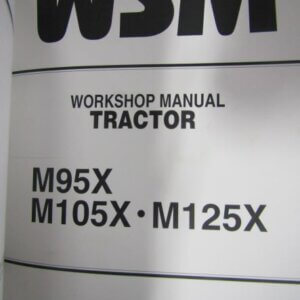 WSM
WORKSHOP MANUAL
TRACTOR
M95X
M105X・M125X